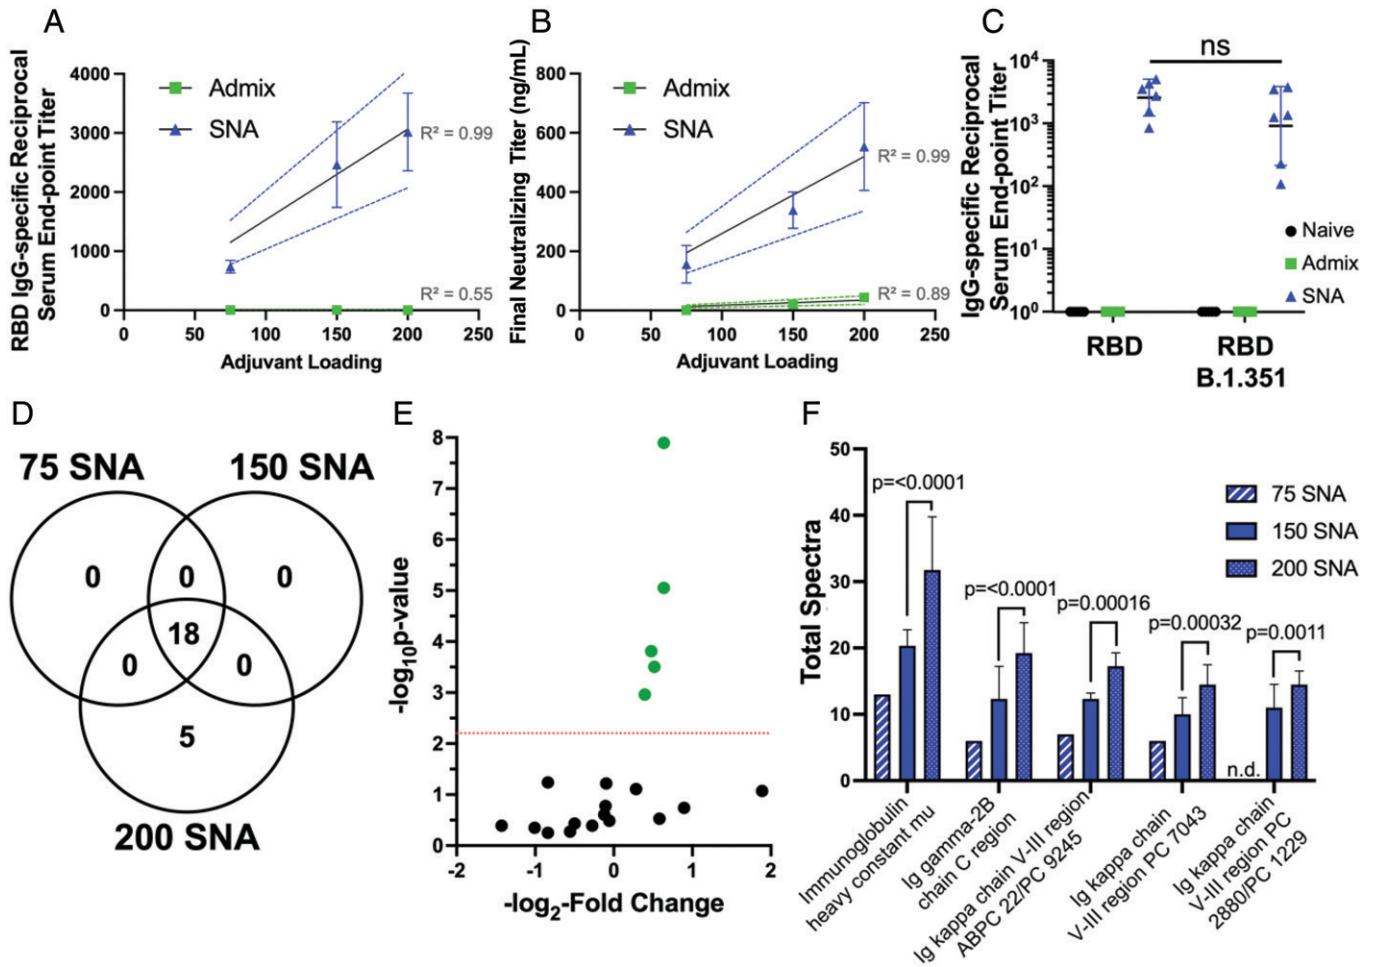 A
RBD IgG-specific Reciprocal
Serum End-point Titer
4000
3000
2000
1000
0
Admix
SNA
R² = 0.99
R² = 0.55
0 50 100 150 200 250
Adjuvant Loading
B
Final Neutralizing Titer (ng/mL)
800
600
400
200
0
Admix
SNA
R² = 0.99
R² = 0.89
0 50 100 150 200 250
Adjuvant Loading
C
IgG-specific Reciprocal
Serum End-point Titer
ns
10⁴
10³
10²
10¹
10⁰
Naive
Admix
SNA
RBD RBD
B.1.351
D
75 SNA 150 SNA
0 0 0
18
0 0
5
200 SNA
E
-log₁₀p-value
8
7
6
5
4
3
2
1
0
-2 -1 0 1 2
-log₂-Fold Change
F
Total Spectra
50
40
30
20
10
0
75 SNA
150 SNA
200 SNA
p=<0.0001
p=<0.0001
p=0.00016
p=0.00032
p=0.0011
n.d.
Immunoglobulin
heavy constant mu
Ig gamma-2B
chain C region
Ig kappa chain V-III region
ABPC 22/PC 9245
Ig kappa chain
V-III region PC 7043
Ig kappa chain
V-III region PC
2880/PC 1229